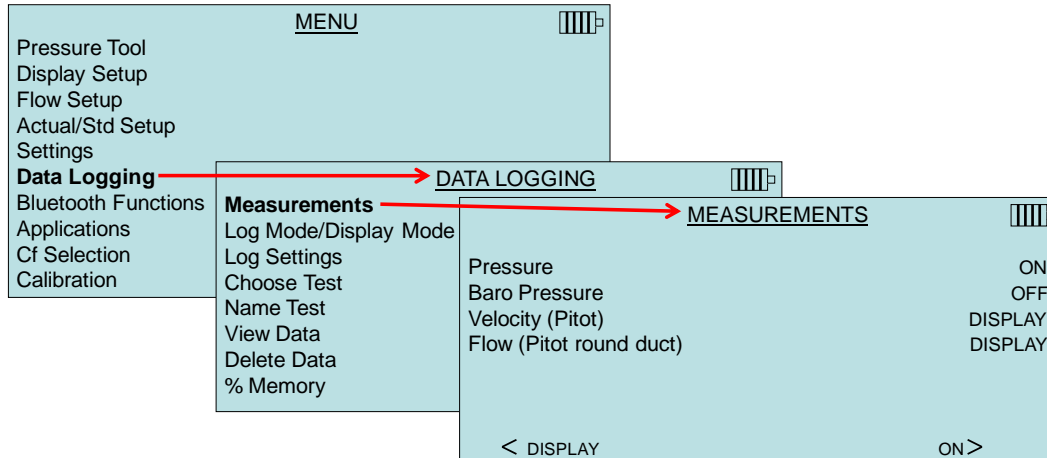 MENU
Pressure Tool
Display Setup
Flow Setup
Actual/Std Setup
Settings
Data Logging
Bluetooth Functions
Applications
Cf Selection
Calibration
DATA LOGGING
Measurements
Log Mode/Display Mode
Log Settings
Choose Test
Name Test
View Data
Delete Data
% Memory
MEASUREMENTS
Pressure ON
Baro Pressure OFF
Velocity (Pitot) DISPLAY
Flow (Pitot round duct) DISPLAY
< DISPLAY ON >